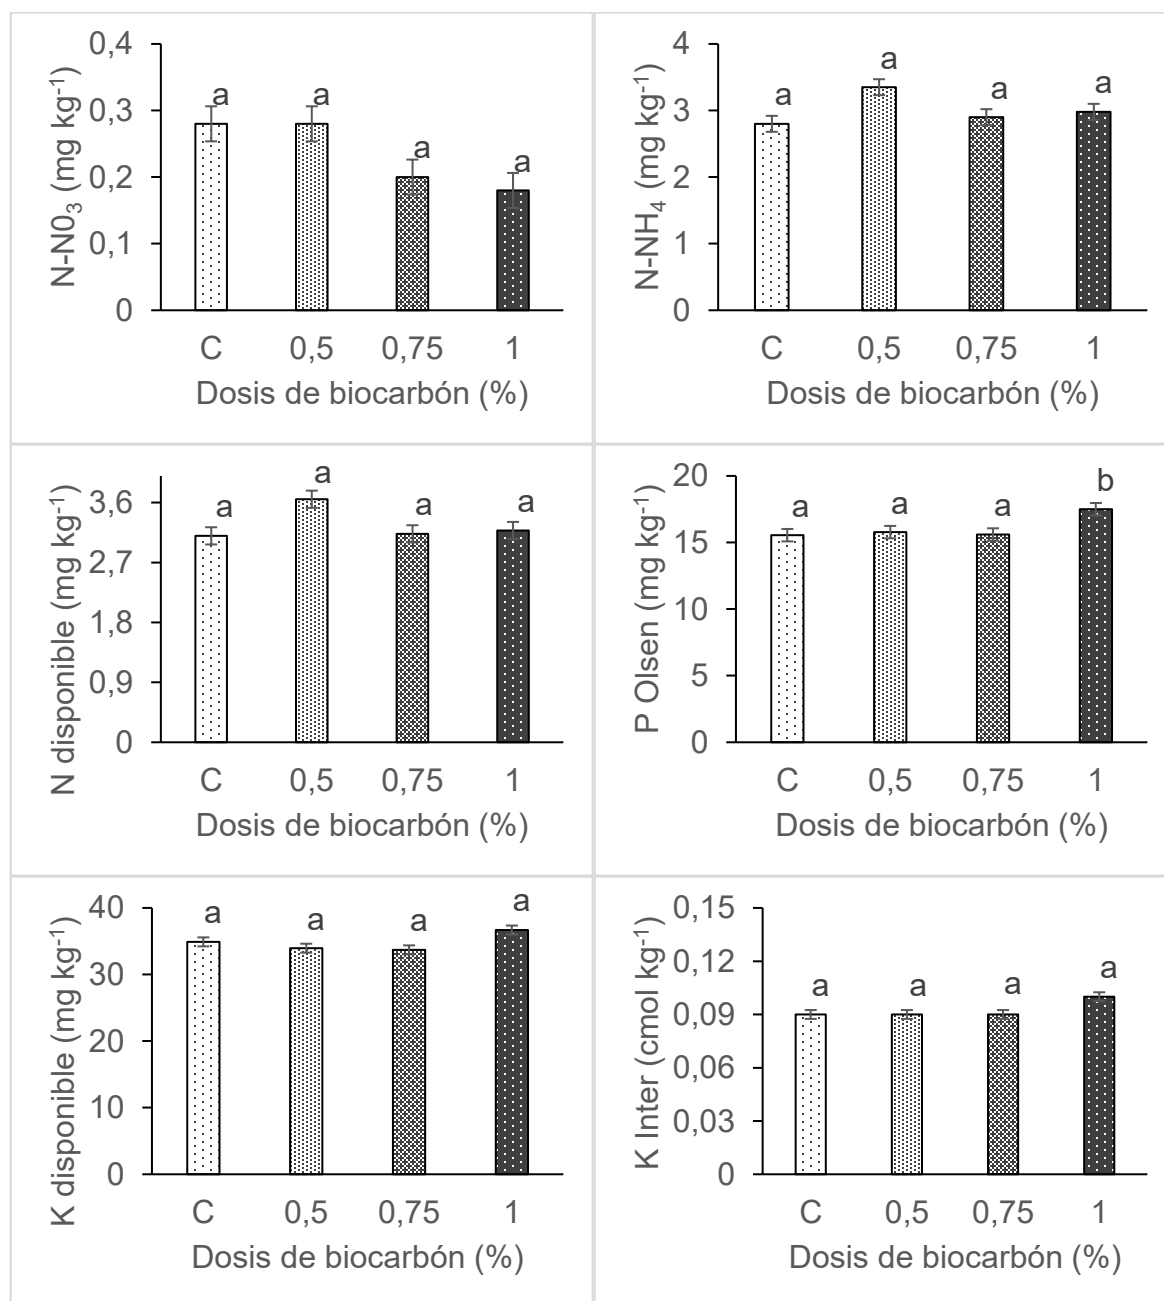 N-N0₃ (mg kg⁻¹)
0,4
0,3
0,2
0,1
0
a a a a
C 0,5 0,75 1
Dosis de biocarbón (%)
N-NH₄ (mg kg⁻¹)
4
3
2
1
0
a a a a
C 0,5 0,75 1
Dosis de biocarbón (%)
N disponible (mg kg⁻¹)
3,6
2,7
1,8
0,9
0
a a a a
C 0,5 0,75 1
Dosis de biocarbón (%)
P Olsen (mg kg⁻¹)
20
15
10
5
0
a a a b
C 0,5 0,75 1
Dosis de biocarbón (%)
K disponible (mg kg⁻¹)
40
30
20
10
0
a a a a
C 0,5 0,75 1
Dosis de biocarbón (%)
K Inter (cmol kg⁻¹)
0,15
0,12
0,09
0,06
0,03
0
a a a a
C 0,5 0,75 1
Dosis de biocarbón (%)